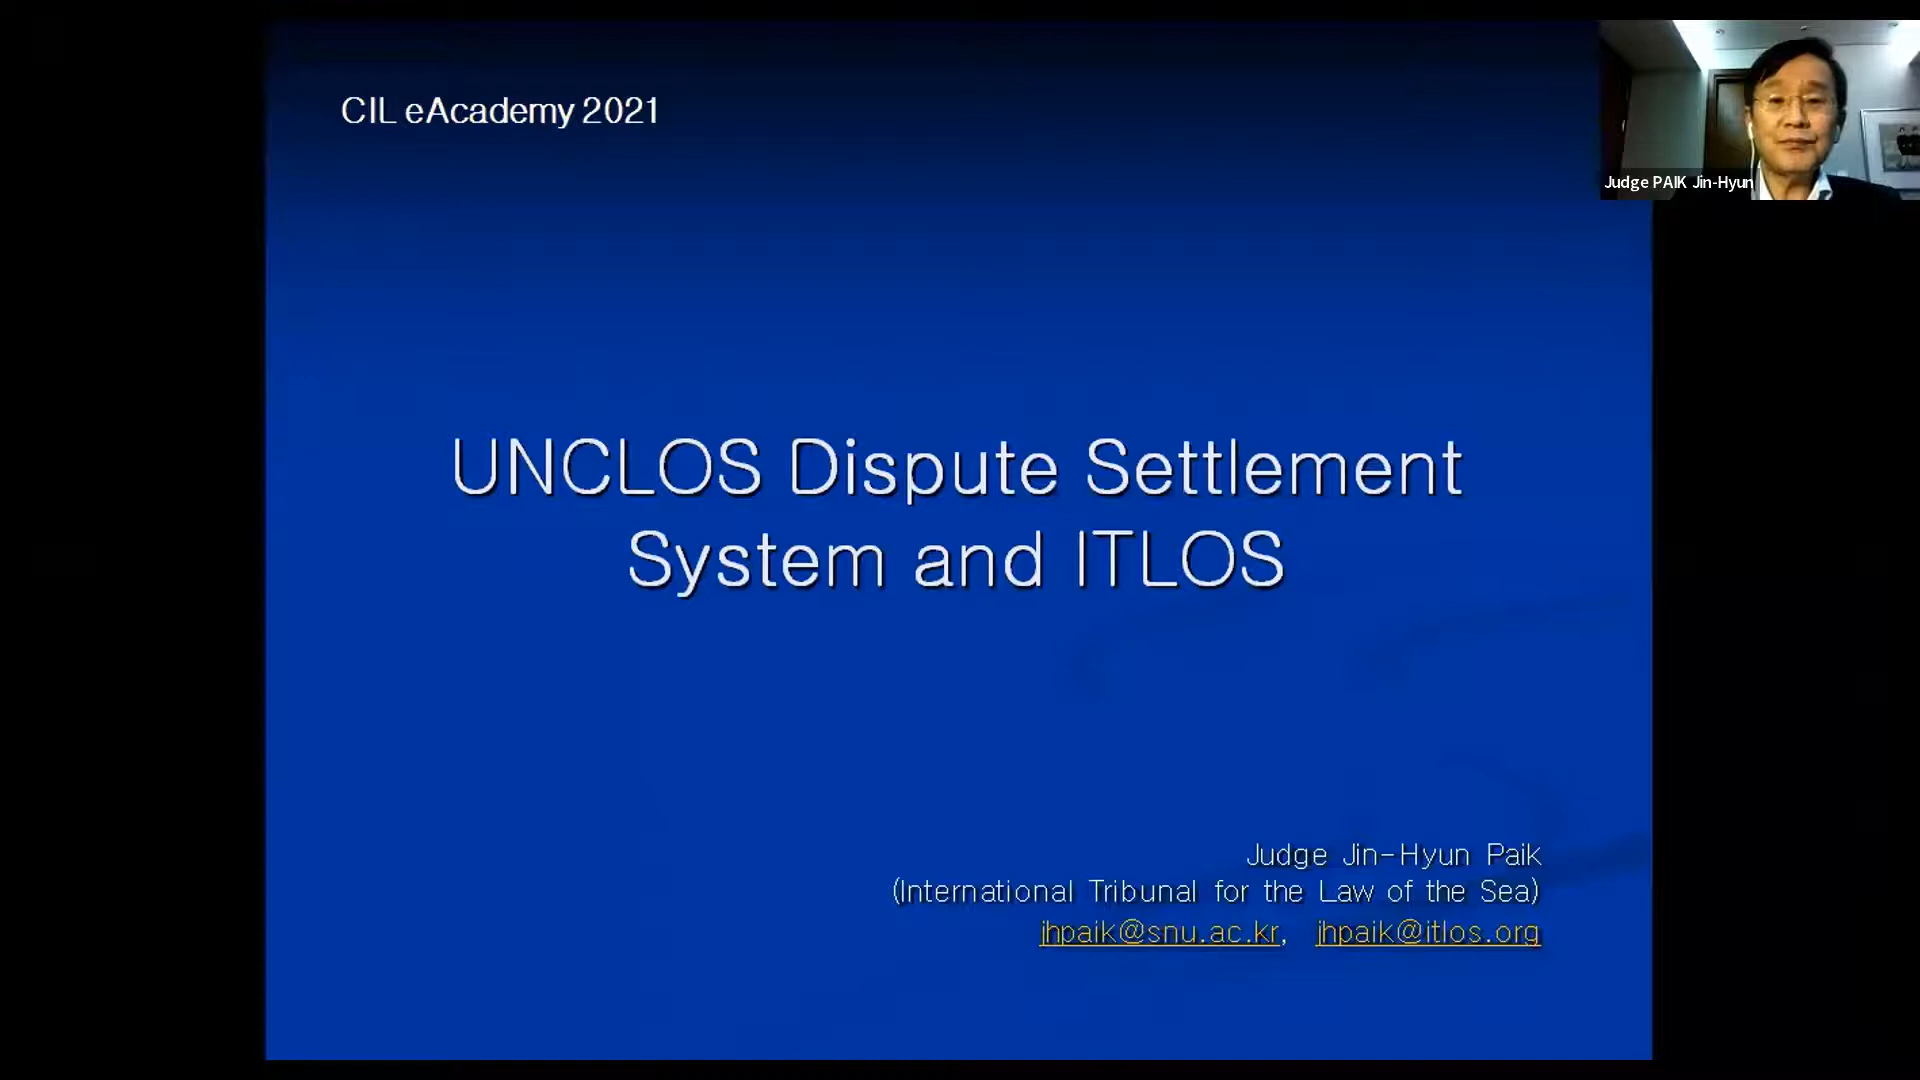 CIL eAcademy 2021
Judge PAIK Jin-Hyun
UNCLOS Dispute Settlement
System and ITLOS
Judge Jin-Hyun Paik
(International Tribunal for the Law of the Sea)
jhpaik@snu.ac.kr, jhpaik@itlos.org